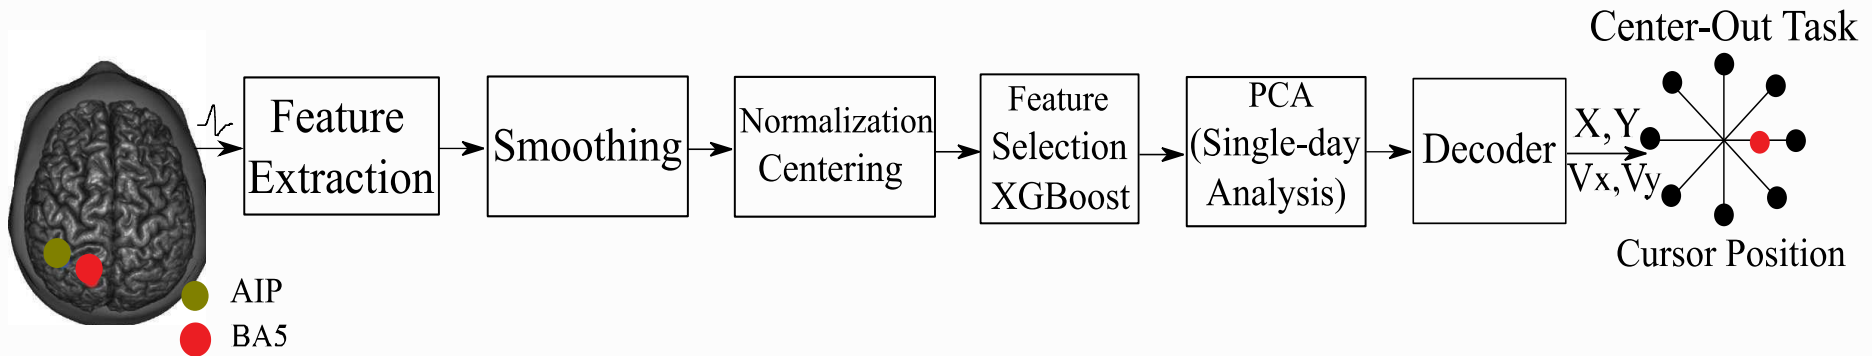 AIP
BA5
Feature
Extraction
Smoothing
Normalization
Centering
Feature
Selection
XGBoost
PCA
(Single-day
Analysis)
Decoder
X,Y
Vx,Vy
Center-Out Task
Cursor Position